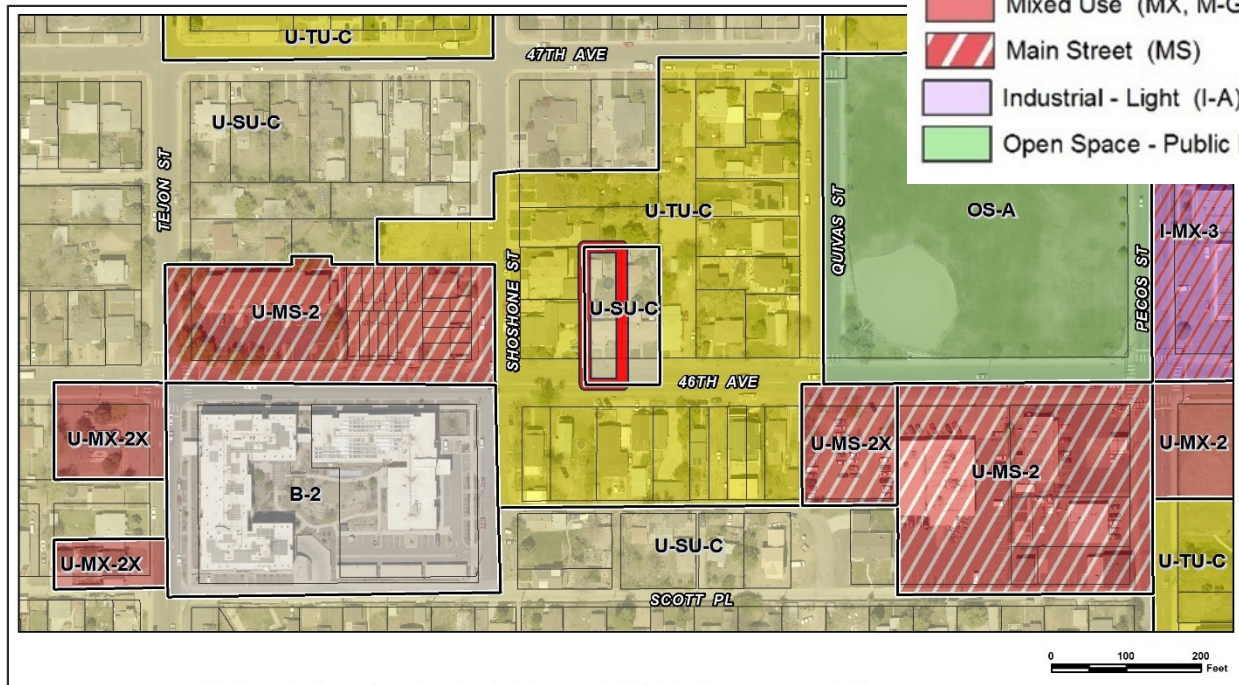 Mixed Use (MX, M-G
Main Street (MS)
Industrial - Light (I-A)
Open Space - Public
U-TU-C
47TH AVE
U-SU-C
TEJON ST
U-TU-C
QUIVAS ST
OS-A
PECOS ST
I-MX-3
U-MS-2
SHOSHONE ST
U-SU-C
46TH AVE
U-MX-2X
U-MS-2X
U-MS-2
U-MX-2
B-2
U-MX-2X
U-SU-C
U-TU-C
SCOTT PL
0 100 200
Feet